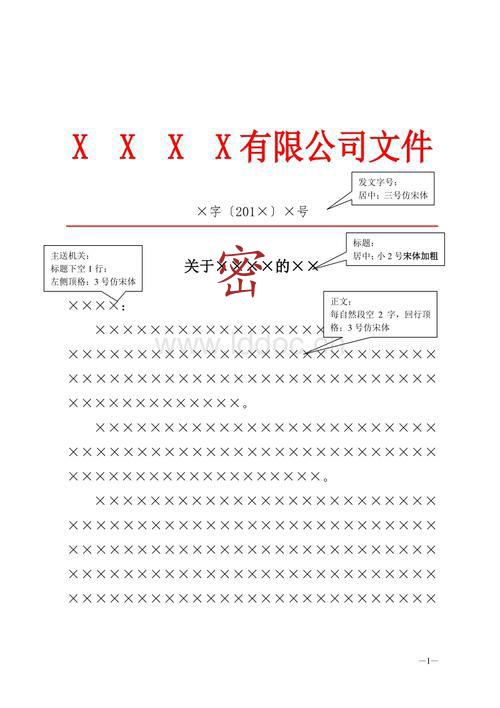 X X X X有限公司文件
发文字号：
居中；三号仿宋体
×字〔201×〕×号
主送机关：
标题下空1行；
左侧顶格：3号仿宋体
密
标题：
居中；小2号宋体加粗
关于××××的××
××××：
正文：
每自然段空 2 字，回行顶
格：3号仿宋体
×××××××××××××××××
××××××××××××××××××××××××××××
www.lddoc.c
××××××××××××××××××××××××××××
×××××××××××××。
××××××××××××××××××××××××××
××××××××××××××××××××××××××××
×××××××××××××××××××。
××××××××××××××××××××××××××
××××××××××××××××××××××××××××
××××××××××××××××××××××××××××
××××××××××××××××××××××××××××
××××××××××××××××××××××××××××
—1—